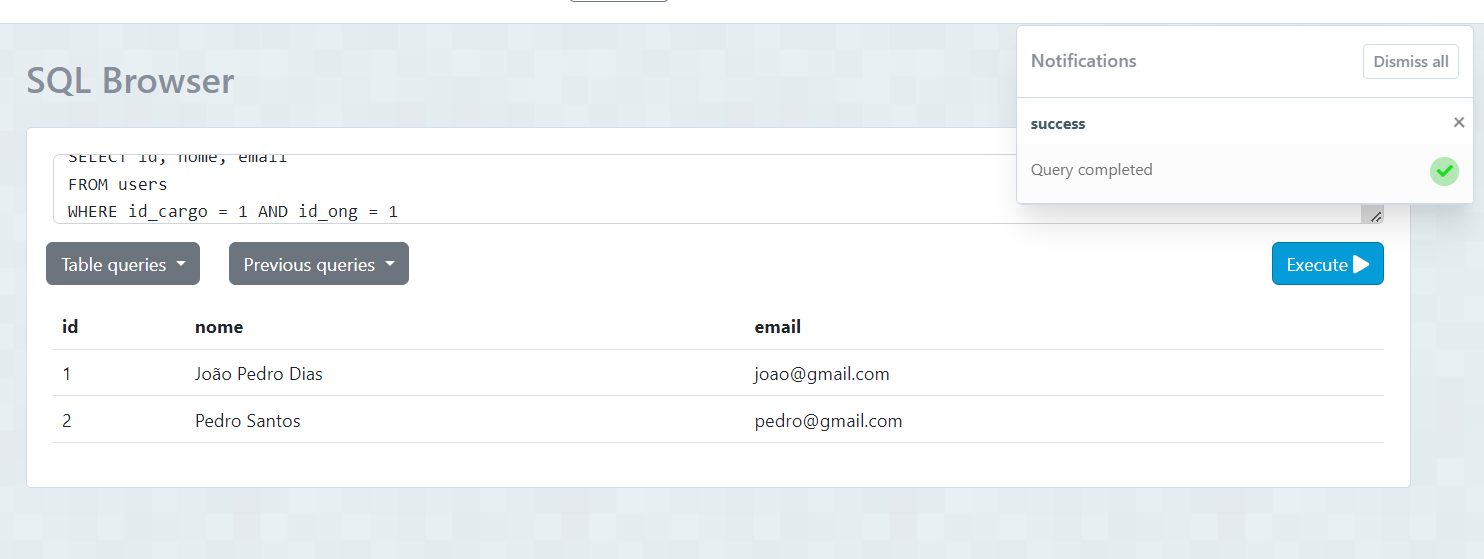 SQL Browser
Notifications
Dismiss all
success
×
Query completed
SELECT id, nome, email
FROM users
WHERE id_cargo = 1 AND id_ong = 1
Table queries
Previous queries
Execute
id nome email
1 João Pedro Dias joao@gmail.com
2 Pedro Santos pedro@gmail.com